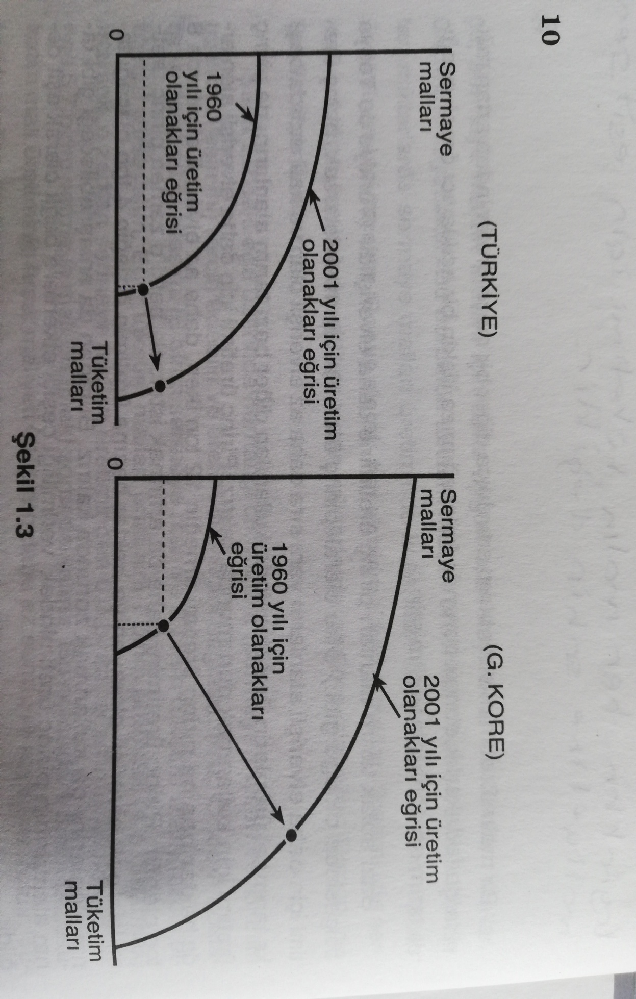 10
(TÜRKİYE)
Sermaye
malları
2001 yılı için üretim
olanakları eğrisi
1960
yılı için üretim
olanakları eğrisi
0
Tüketim
malları
(G. KORE)
Sermaye
malları
2001 yılı için üretim
olanakları eğrisi
1960 yılı için
üretim olanakları
eğrisi
0
Tüketim
malları
Şekil 1.3